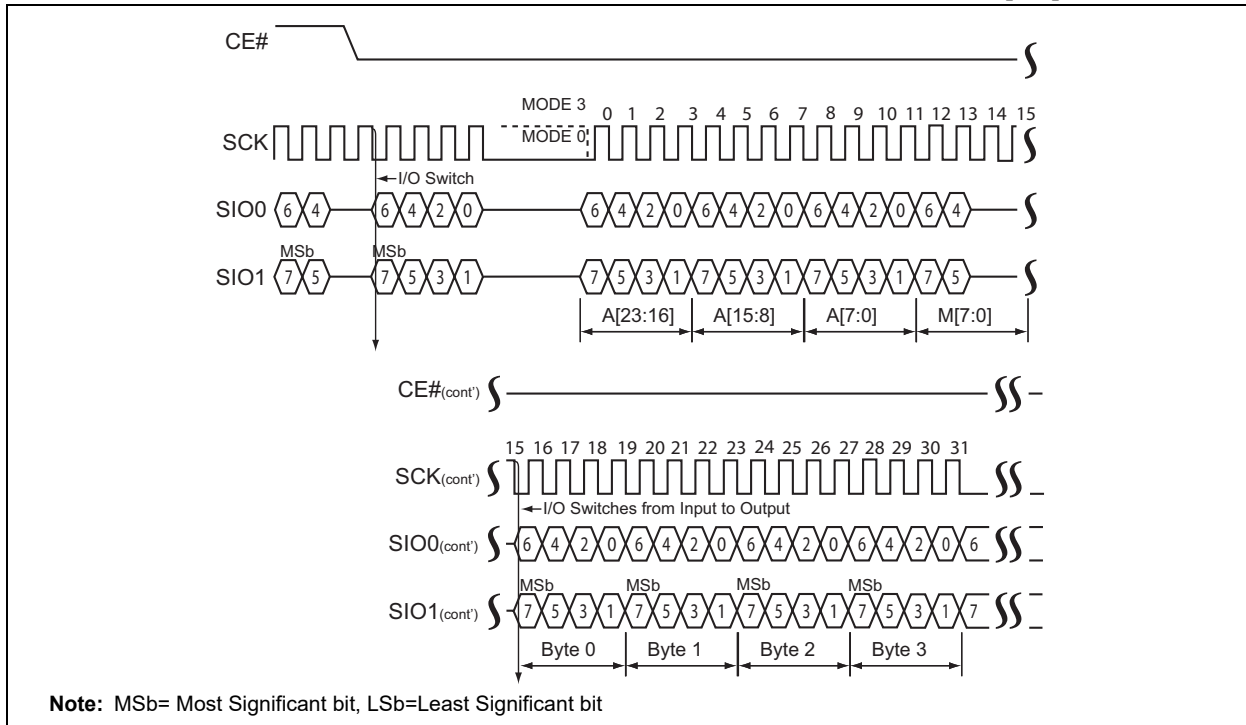 CE#
MODE 3
0 1 2 3 4 5 6 7 8 9 10 11 12 13 14 15
SCK
MODE 0
I/O Switch
SIO0 6 4 6 4 2 0 6 4 2 0 6 4 2 0 6 4 2 0 6 4
MSb MSb
SIO1 7 5 7 5 3 1 7 5 3 1 7 5 3 1 7 5 3 1 7 5
A[23:16] A[15:8] A[7:0] M[7:0]
CE#(cont')
15 16 17 18 19 20 21 22 23 24 25 26 27 28 29 30 31
SCK(cont')
I/O Switches from Input to Output
SIO0(cont') 6 4 2 0 6 4 2 0 6 4 2 0 6 4 2 0 6
MSb MSb MSb MSb
SIO1(cont') 7 5 3 1 7 5 3 1 7 5 3 1 7 5 3 1 7
Byte 0 Byte 1 Byte 2 Byte 3
Note: MSb= Most Significant bit, LSb=Least Significant bit